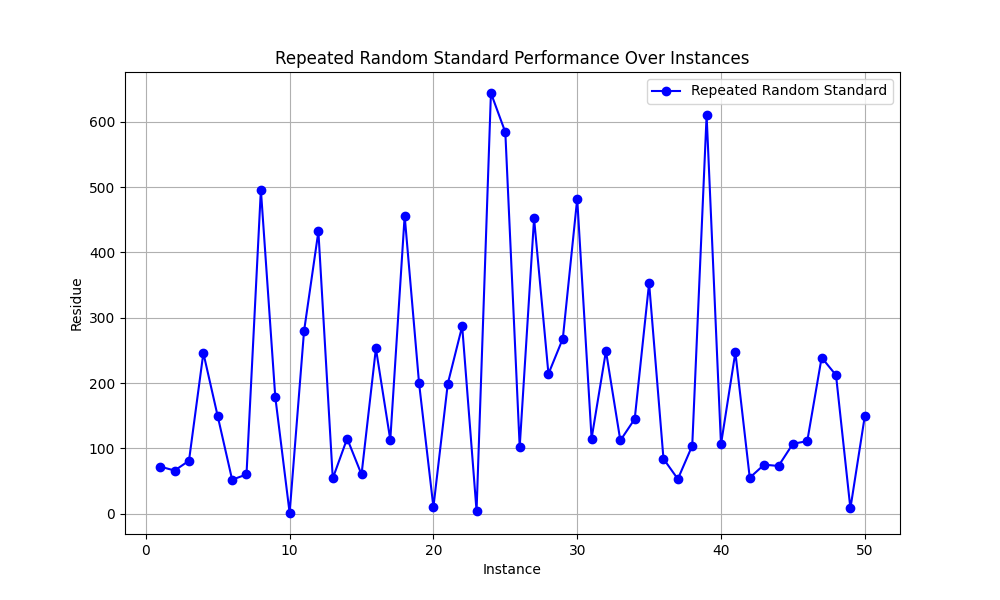 Repeated Random Standard Performance Over Instances
Repeated Random Standard
600
500
400
300
200
100
0
Residue
0 10 20 30 40 50
Instance